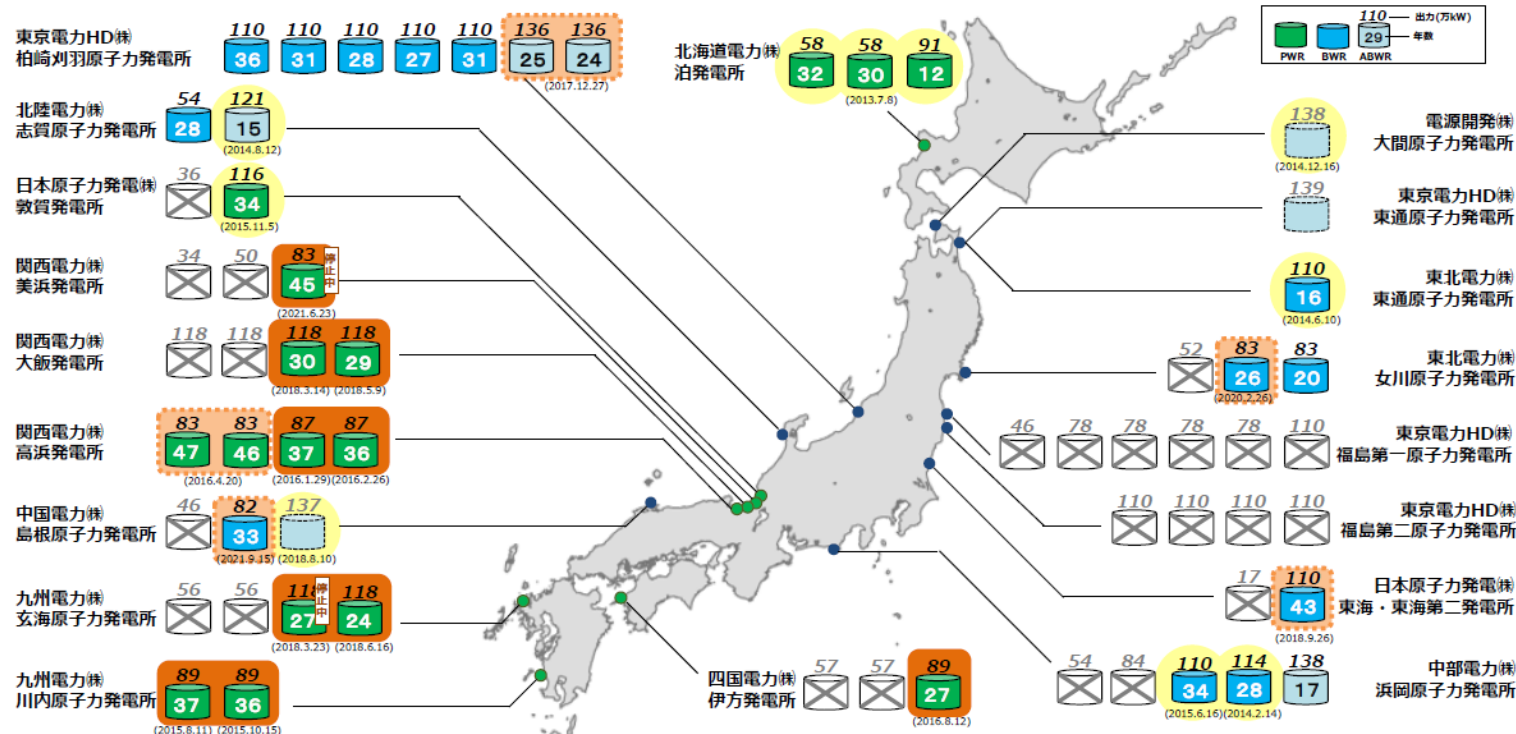 東京電力HD㈱
柏崎刈羽原子力発電所
110 110 110 110 110 136 136
36 31 28 27 31 25 24
(2017.12.27)
北陸電力㈱
志賀原子力発電所
54 121
28 15
(2014.8.12)
日本原子力発電㈱
敦賀発電所
36 116
34
(2015.11.5)
関西電力㈱
美浜発電所
34 50 83
45
停止中
(2021.6.23)
関西電力㈱
大飯発電所
118 118 118 118
30 29
(2018.3.14) (2018.5.9)
関西電力㈱
高浜発電所
83 83 87 87
47 46 37 36
(2016.4.20) (2016.1.29) (2016.2.26)
中国電力㈱
島根原子力発電所
46 82 137
33
(2021.9.15) (2018.8.10)
九州電力㈱
玄海原子力発電所
56 56 118 118
27 24
停止中
(2018.3.23) (2018.6.16)
九州電力㈱
川内原子力発電所
89 89
37 36
(2015.8.11) (2015.10.15)
北海道電力㈱
泊発電所
58 58 91
32 30 12
(2013.7.8)
110 出力(万kW)
29 年数
PWR BWR ABWR
138
電源開発㈱
大間原子力発電所
(2014.12.16)
139
東京電力HD㈱
東通原子力発電所
110
16
東北電力㈱
東通原子力発電所
(2014.6.10)
52 83 83
26 20
東北電力㈱
女川原子力発電所
(2020.2.26)
46 78 78 78 78 110
東京電力HD㈱
福島第一原子力発電所
110 110 110 110
東京電力HD㈱
福島第二原子力発電所
17 110
43
日本原子力発電㈱
東海・東海第二発電所
(2018.9.26)
54 84 110 114 138
34 28 17
中部電力㈱
浜岡原子力発電所
(2015.6.16) (2014.2.14)
四国電力㈱
伊方発電所
57 57 89
27
(2016.8.12)